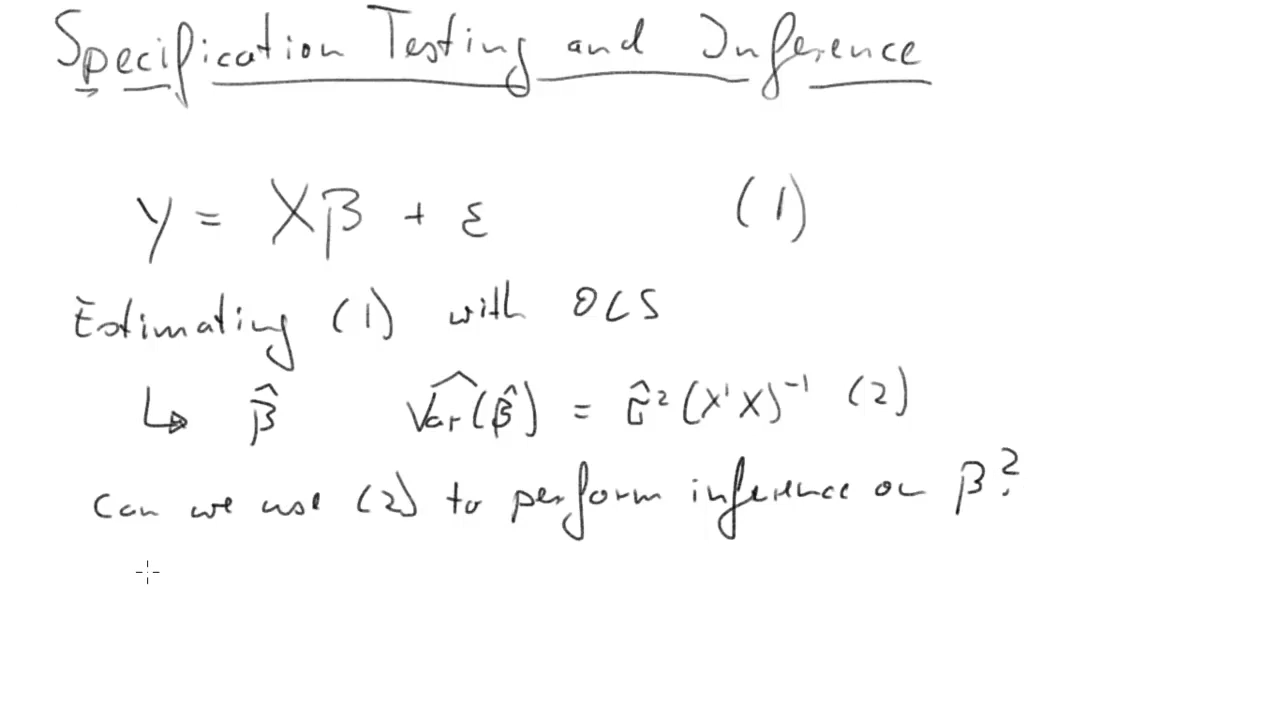 Specification Testing and Inference
y = Xβ + ε (1)
Estimating (1) with OLS
↳ β̂ V̂ar(β̂) = σ̂² (X'X)⁻¹ (2)
Can we use (2) to perform inference on β?